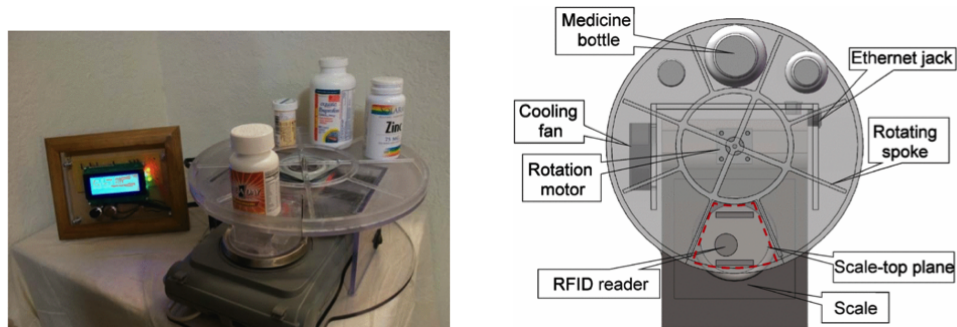 Zinc
Medicine
bottle
Ethernet jack
Cooling
fan
Rotating
spoke
Rotation
motor
RFID reader
Scale-top plane
Scale